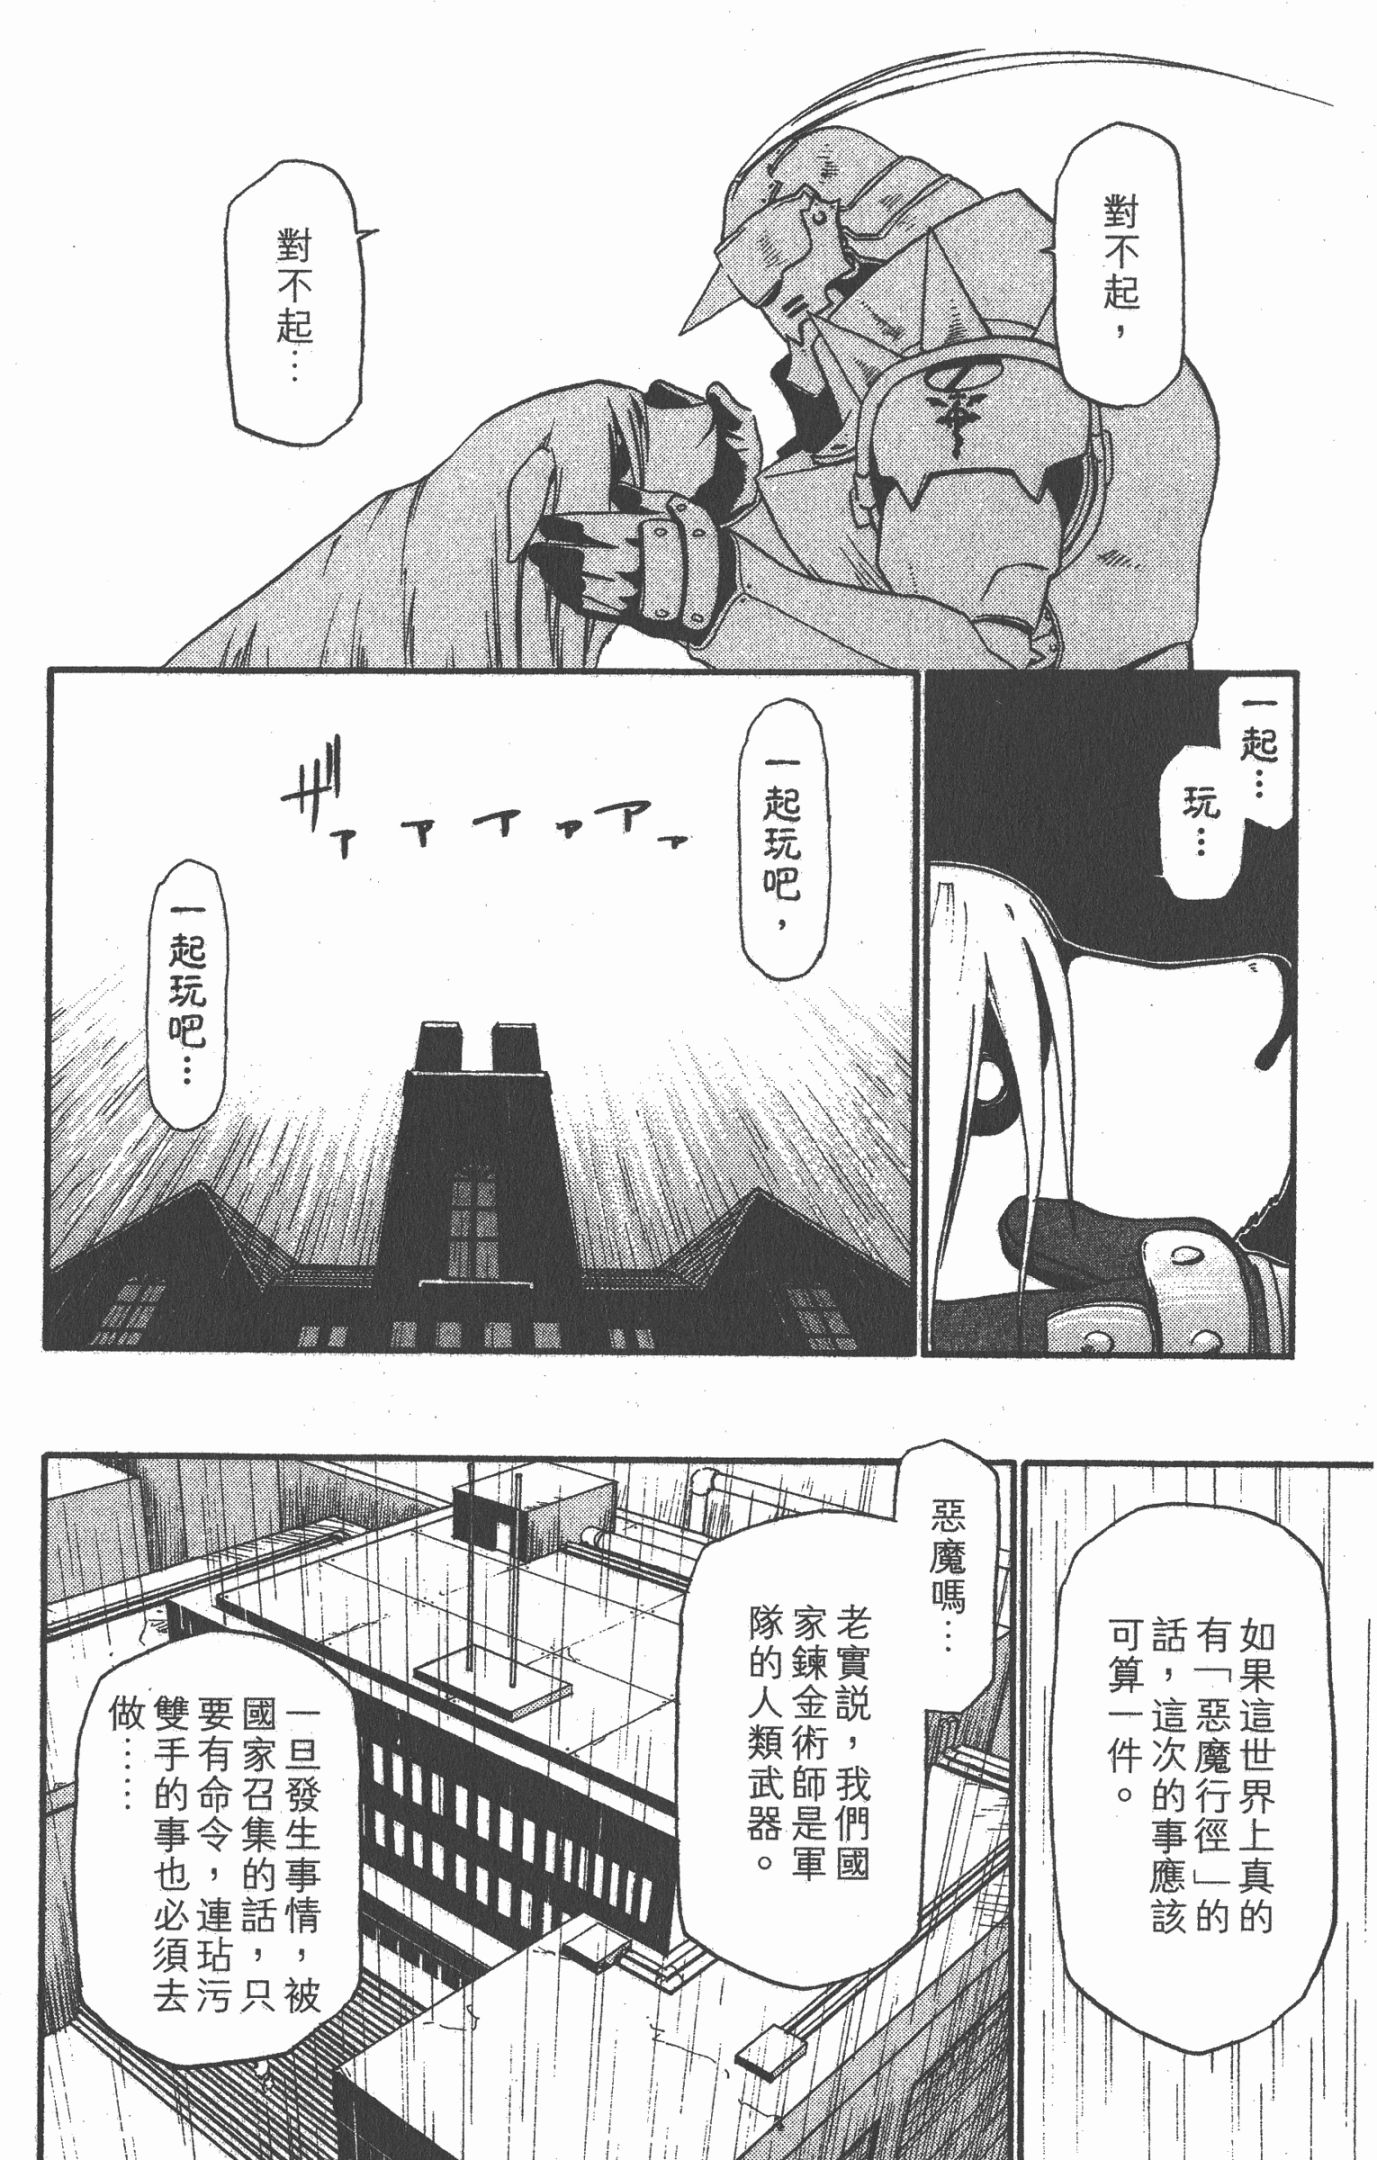 對不起，
對不起…
一起…
玩…
一起玩吧，
ザァァァァァァ
一起玩吧…
如果這世界上真的
有「惡魔行徑」的
話，這次的事應該
可算一件。
惡魔嗎…
老實說，我們國
家鍊金術師是軍
隊的人類武器。
一旦發生事情，被
國家召集的話，只
要有命令，連玷污
雙手的事也必須去
做……